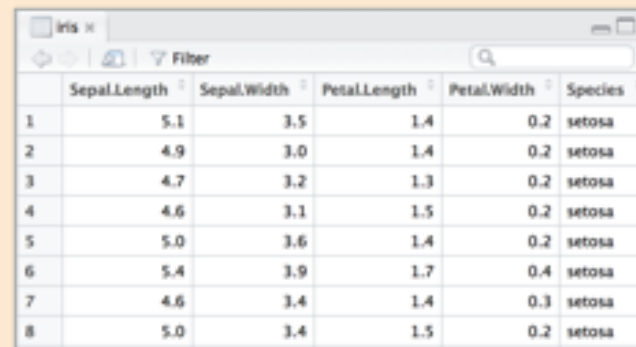 iris ×
Filter
Sepal.Length Sepal.Width Petal.Length Petal.Width Species
1 5.1 3.5 1.4 0.2 setosa
2 4.9 3.0 1.4 0.2 setosa
3 4.7 3.2 1.3 0.2 setosa
4 4.6 3.1 1.5 0.2 setosa
5 5.0 3.6 1.4 0.2 setosa
6 5.4 3.9 1.7 0.4 setosa
7 4.6 3.4 1.4 0.3 setosa
8 5.0 3.4 1.5 0.2 setosa